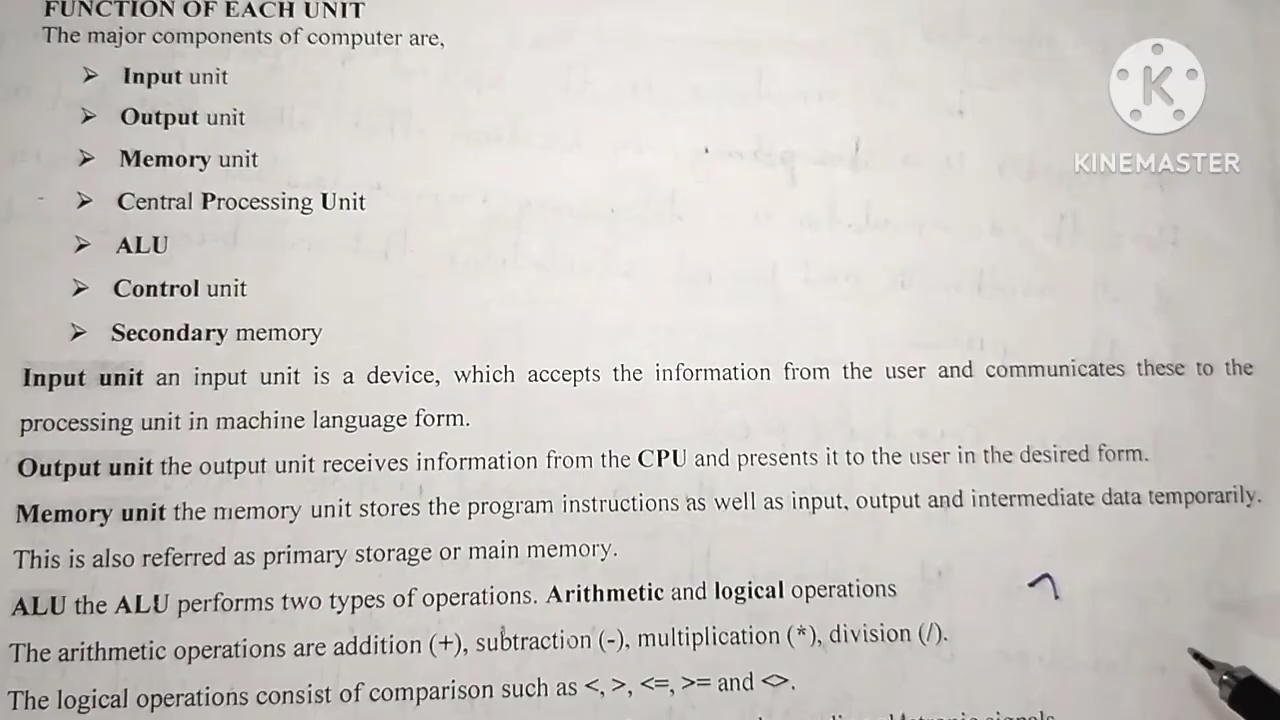 FUNCTION OF EACH UNIT
The major components of computer are,
➢ Input unit
➢ Output unit
➢ Memory unit
➢ Central Processing Unit
➢ ALU
➢ Control unit
➢ Secondary memory
KINEMASTER
Input unit an input unit is a device, which accepts the information from the user and communicates these to the
processing unit in machine language form.
Output unit the output unit receives information from the CPU and presents it to the user in the desired form.
Memory unit the memory unit stores the program instructions as well as input, output and intermediate data temporarily.
This is also referred as primary storage or main memory.
ALU the ALU performs two types of operations. Arithmetic and logical operations
The arithmetic operations are addition (+), subtraction (-), multiplication (*), division (/).
The logical operations consist of comparison such as <, >, <=, >= and <>.
signals